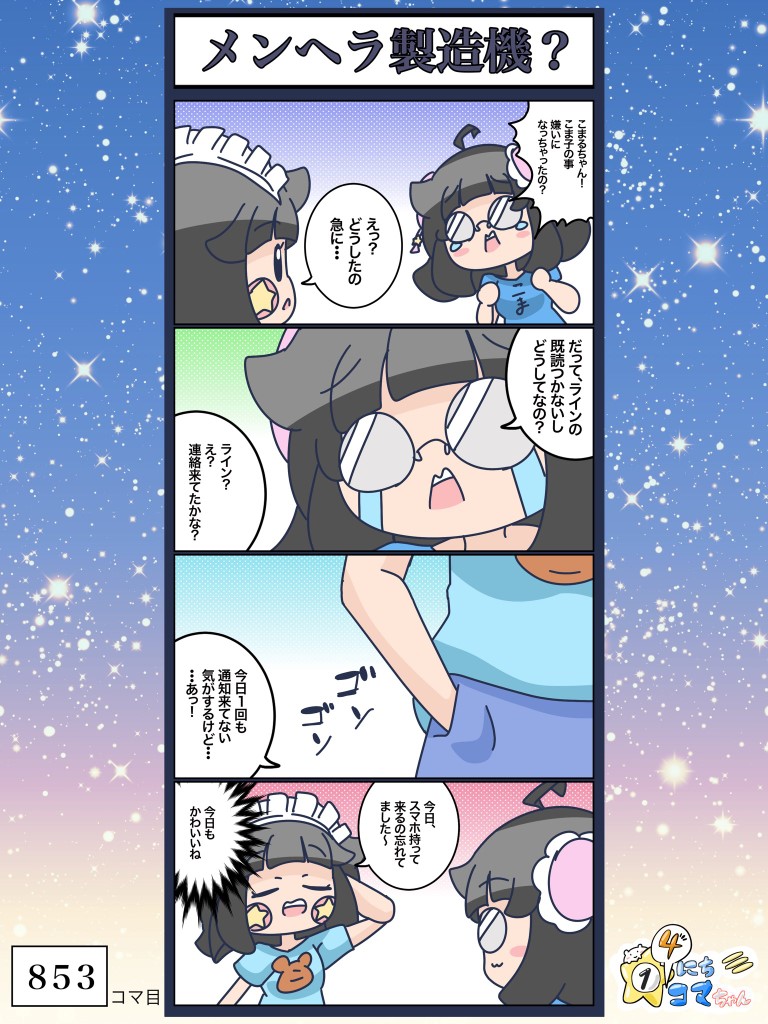 メンヘラ製造機？
こまるちゃん！
こま子の事
嫌いに
なっちゃったの？
えっ？
どうしたの
急に…
こま
だって、ラインの
既読つかないし
どうしてなの？
ライン？
え？
連絡来てたかな？
今日1回も
通知来てない
気がするけど…
…あっ！
ゴソ
ゴソ
今日、
スマホ持って
来るの忘れて
ました〜
今日も
かわいいね
853
コマ目
1
4
にち
コマ
ちゃん